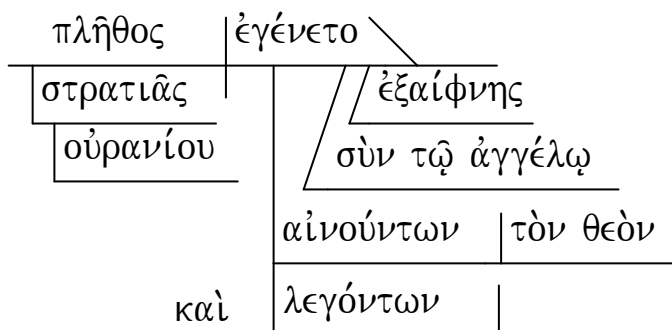 πλῆθος ἐγένετο
στρατιᾶς ἐξαίφνης
οὐρανίου σὺν τῷ ἀγγέλῳ
αἰνούντων τὸν θεὸν
καὶ λεγόντων